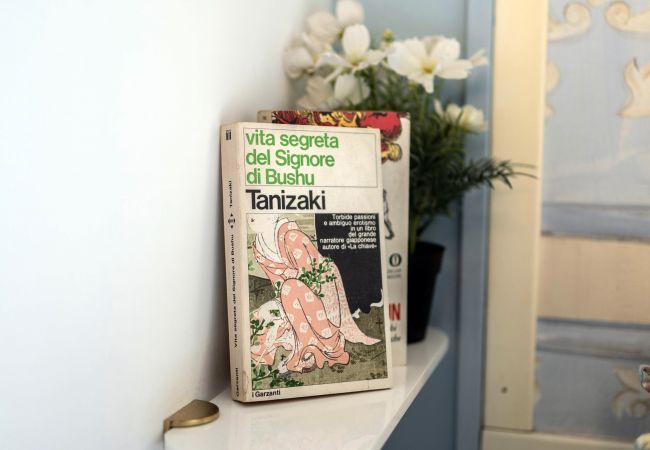 vita segreta
del Signore
di Bushu
Tanizaki
Torbide passioni
e ambiguo erotismo
in un libro
del grande
narratore giapponese
autore di «La chiave»
i Garzanti
Garzanti Vita segreta del Signore di Bushu Tanizaki